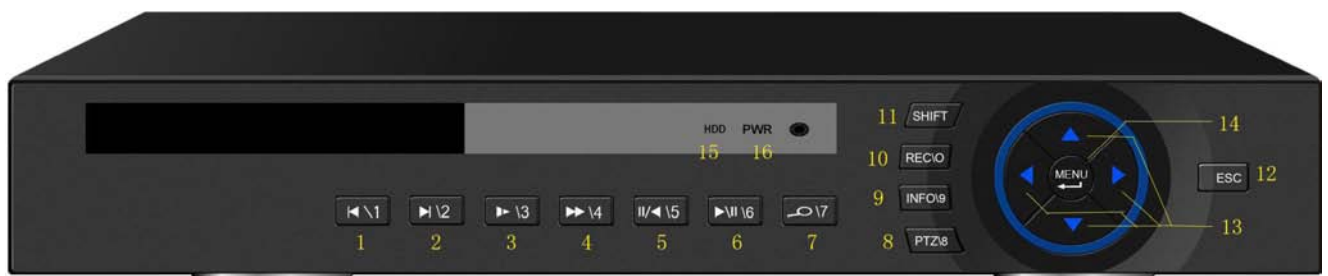 11 SHIFT
14
HDD PWR
15 16
10 REC\O
MENU
ESC 12
9 INFO\9
\1 \2 \3 \4 \5 \6 \7
13
1 2 3 4 5 6 7
8 PTZ\8